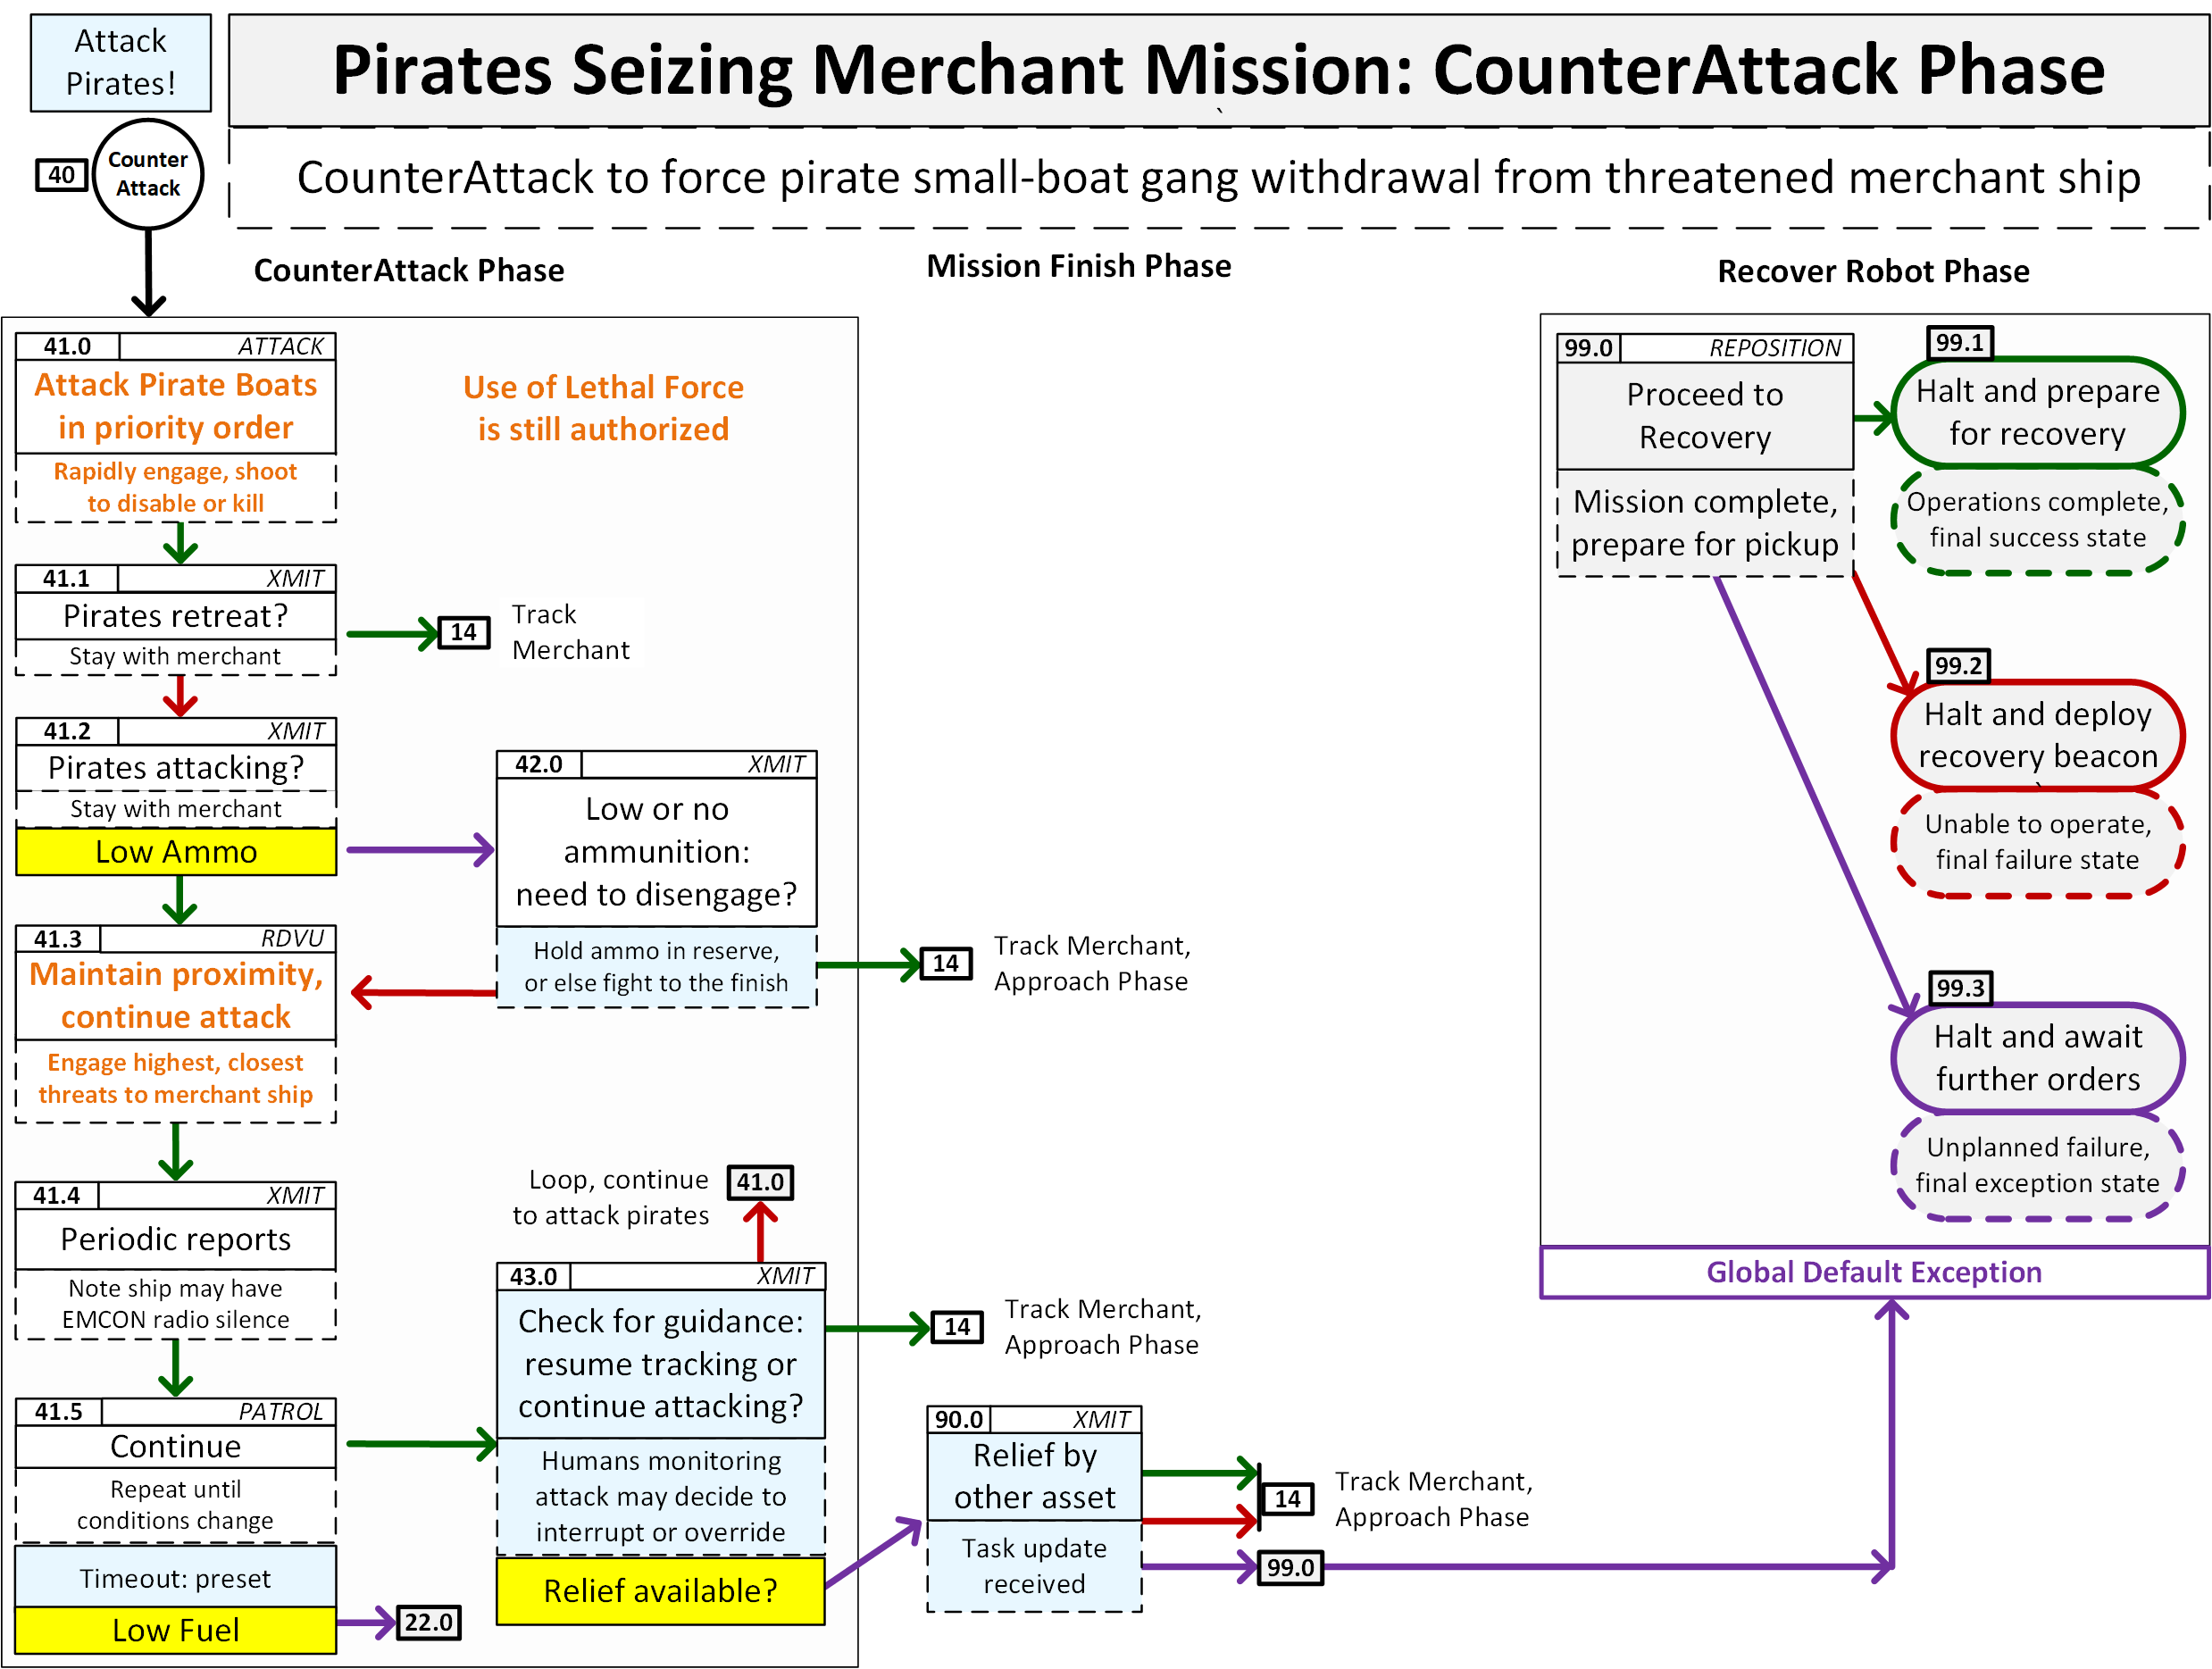 Attack
Pirates!
Pirates Seizing Merchant Mission: CounterAttack Phase
`
40
Counter
Attack
CounterAttack to force pirate small-boat gang withdrawal from threatened merchant ship
CounterAttack Phase
Mission Finish Phase
Recover Robot Phase
41.0 ATTACK
Attack Pirate Boats
in priority order
Rapidly engage, shoot
to disable or kill
Use of Lethal Force
is still authorized
41.1 XMIT
Pirates retreat?
Stay with merchant
14
Track
Merchant
41.2 XMIT
Pirates attacking?
Stay with merchant
Low Ammo
42.0 XMIT
Low or no
ammunition:
need to disengage?
Hold ammo in reserve,
or else fight to the finish
14
Track Merchant,
Approach Phase
41.3 RDVU
Maintain proximity,
continue attack
Engage highest, closest
threats to merchant ship
41.4 XMIT
Periodic reports
Note ship may have
EMCON radio silence
Loop, continue
to attack pirates
41.0
43.0 XMIT
Check for guidance:
resume tracking or
continue attacking?
Humans monitoring
attack may decide to
interrupt or override
Relief available?
14
Track Merchant,
Approach Phase
41.5 PATROL
Continue
Repeat until
conditions change
Timeout: preset
Low Fuel
22.0
90.0 XMIT
Relief by
other asset
Task update
received
14
Track Merchant,
Approach Phase
99.0
99.0 REPOSITION
Proceed to
Recovery
Mission complete,
prepare for pickup
99.1
Halt and prepare
for recovery
Operations complete,
final success state
99.2
Halt and deploy
recovery beacon
`
Unable to operate,
final failure state
99.3
Halt and await
further orders
Unplanned failure,
final exception state
Global Default Exception